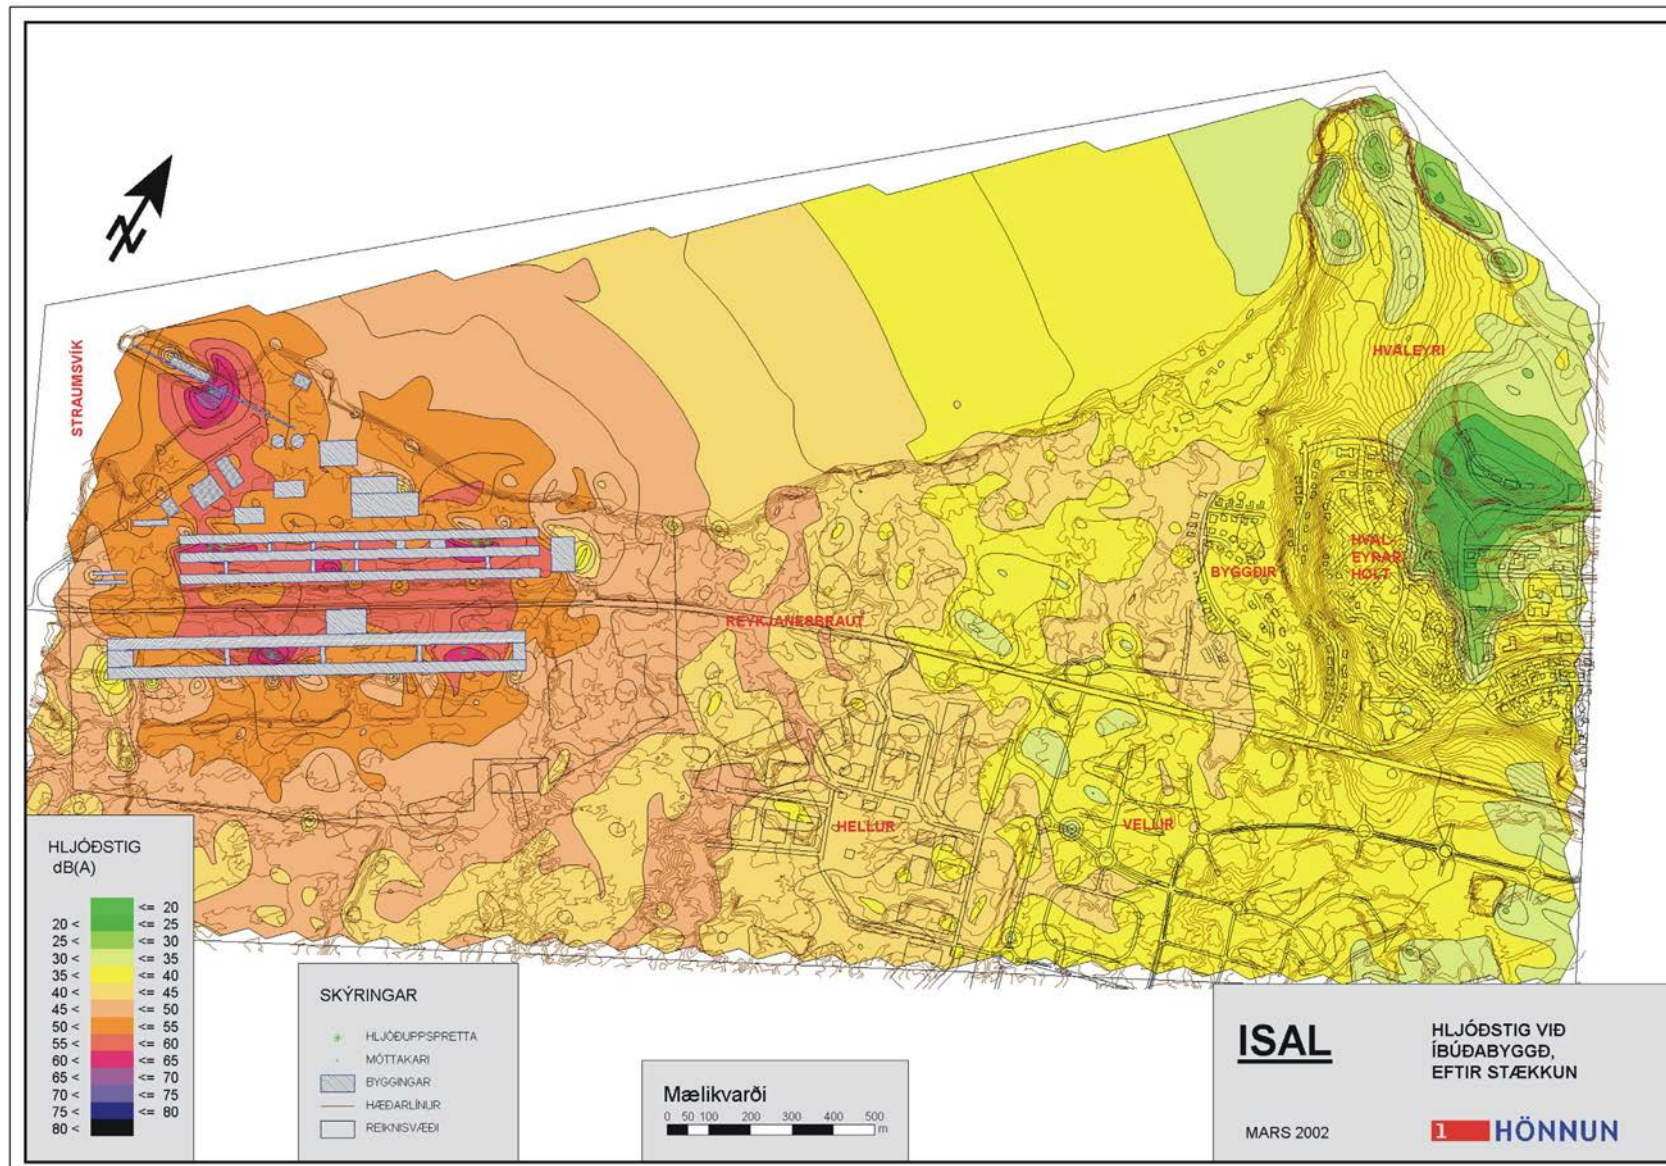 STRAUMSVÍK
HVALEYRI
BYGGÐIR
HVAL-
EYRAR
HOLT
REYKJANESBRAUT
HELLUR
VELLIR
HLJÓÐSTIG
dB(A)
<= 20
20 < <= 25
25 < <= 30
30 < <= 35
35 < <= 40
40 < <= 45
45 < <= 50
50 < <= 55
55 < <= 60
60 < <= 65
65 < <= 70
70 < <= 75
75 < <= 80
80 <
SKÝRINGAR
HLJÓÐUPPSPRETTA
MÓTTAKARI
BYGGINGAR
HÆÐARLÍNUR
REIKNISVÆÐI
Mælikvarði
0 50 100 200 300 400 500
m
ISAL
HLJÓÐSTIG VIÐ
ÍBÚÐABYGGÐ,
EFTIR STÆKKUN
MARS 2002
1 HÖNNUN